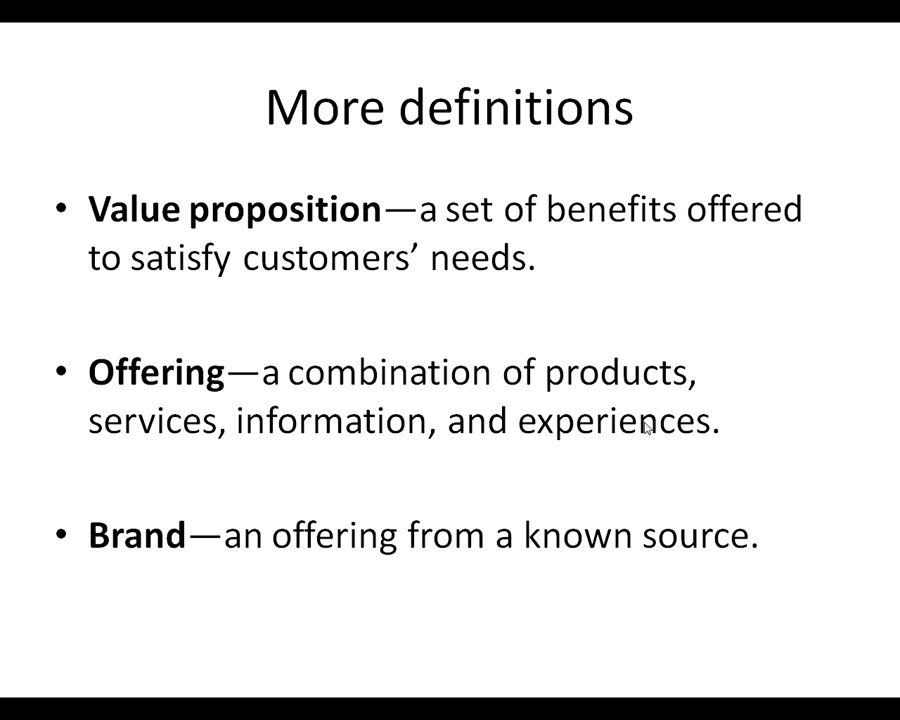 More definitions
• Value proposition—a set of benefits offered
to satisfy customers’ needs.
• Offering—a combination of products,
services, information, and experiences.
• Brand—an offering from a known source.